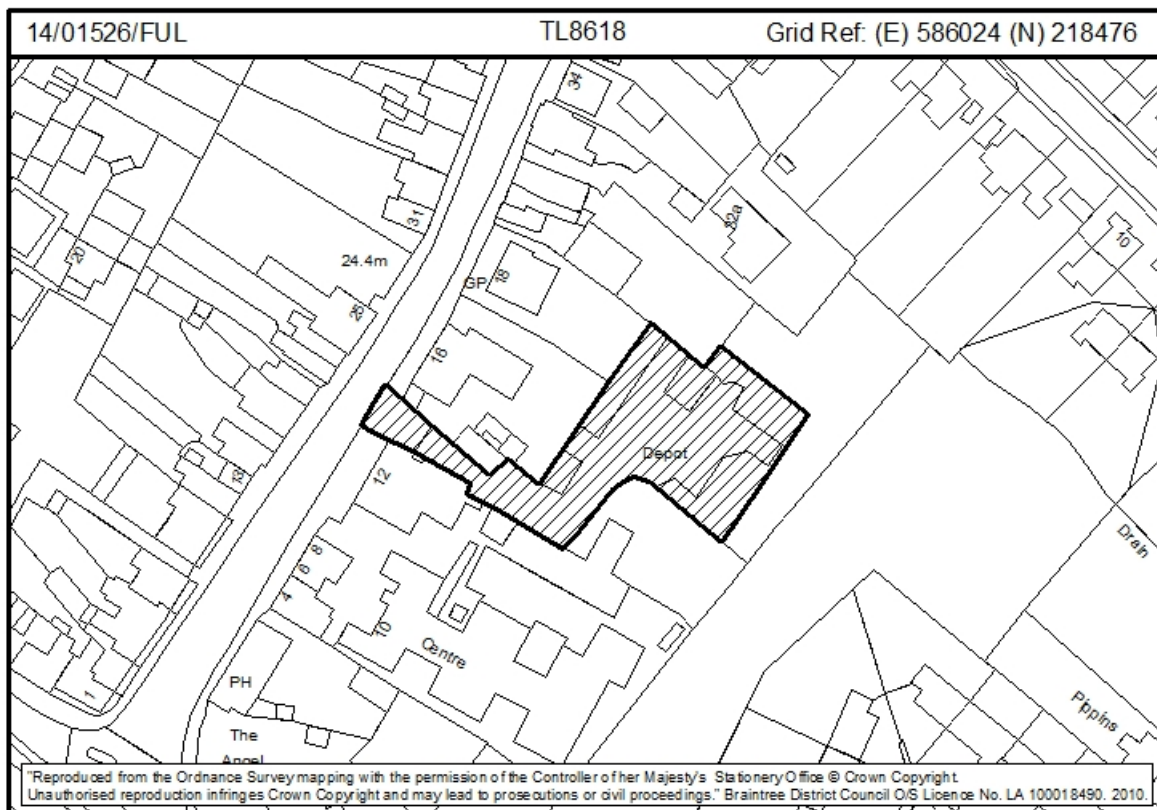 14/01526/FUL TL8618 Grid Ref: (E) 586024 (N) 218476
34
31
32a
10
20
24.4m
18
GP
25
16
Depot
12
13
Drain
8
6
4
10
Centre
1
PH
Pippins
The
Angel
"Reproduced from the Ordnance Survey mapping with the permission of the Controller of her Majesty's Stationery Office © Crown Copyright.
Unauthorised reproduction infringes Crown Copyright and may lead to prosecutions or civil proceedings." Braintree District Council O/S Licence No. LA 100018490. 2010.